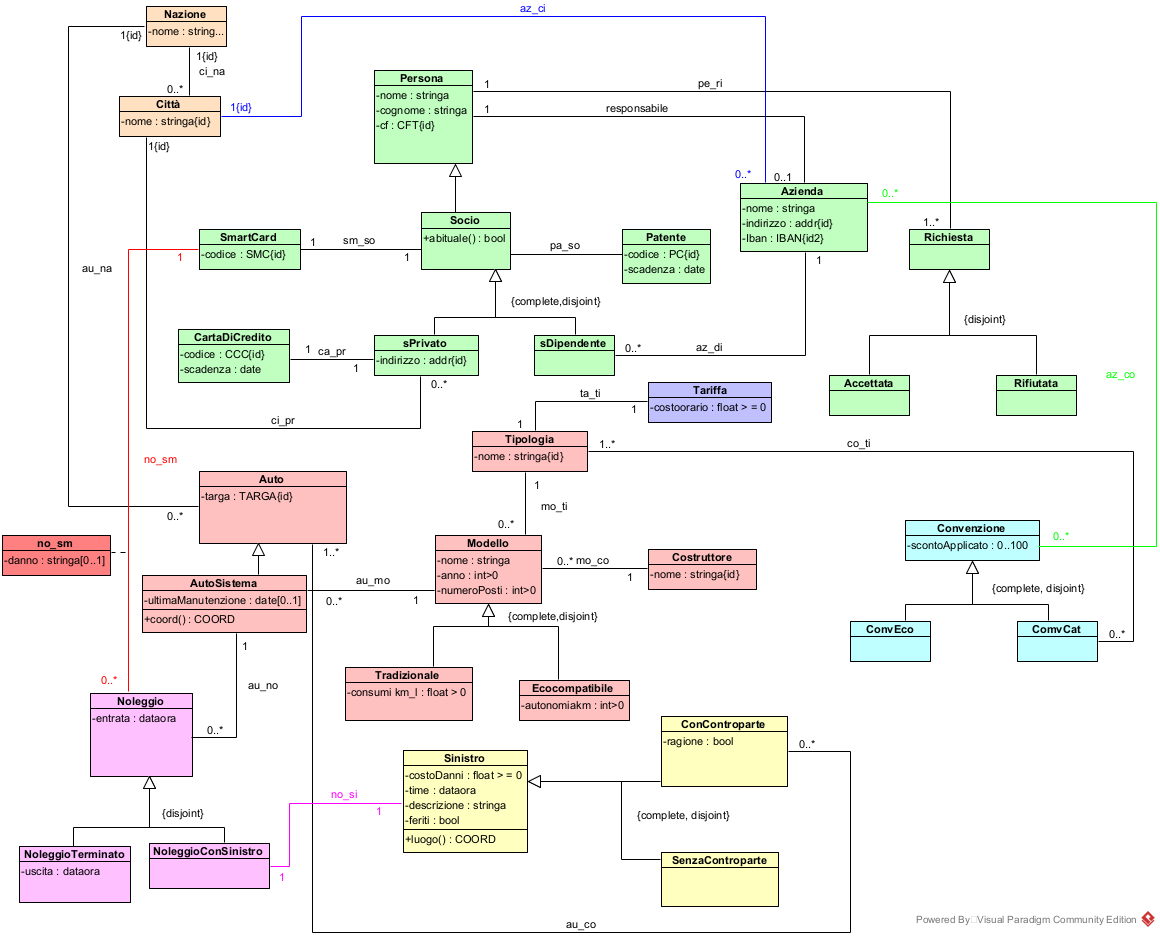 az_ci
Nazione
-nome : string...
1{id}
1{id}
ci_na
0..*
Città
-nome : stringa{id}
1{id}
1{id}
Persona
-nome : stringa
-cognome : stringa
-cf : CFT{id}
1
pe_ri
1
responsabile
0..*
0..1
Azienda
-nome : stringa
-indirizzo : addr{id}
-Iban : IBAN{id2}
0..*
1
1..*
Richiesta
{disjoint}
Accettata
Rifiutata
Socio
+abituale() : bool
SmartCard
-codice : SMC{id}
1
sm_so
1
1
pa_so
Patente
-codice : PC{id}
-scadenza : date
au_na
{complete,disjoint}
CartaDiCredito
-codice : CCC{id}
-scadenza : date
1
ca_pr
1
sPrivato
-indirizzo : addr{id}
0..*
sDipendente
0..*
az_di
az_co
ci_pr
ta_ti
1
1
Tariffa
-costoorario : float > = 0
Tipologia
-nome : stringa{id}
1..*
co_ti
no_sm
1
mo_ti
0..*
Auto
-targa : TARGA{id}
0..*
1..*
no_sm
-danno : stringa[0..1]
Modello
-nome : stringa
-anno : int>0
-numeroPosti : int>0
0..*
mo_co
1
Costruttore
-nome : stringa{id}
Convenzione
-scontoApplicato : 0..100
0..*
AutoSistema
-ultimaManutenzione : date[0..1]
+coord() : COORD
au_mo
0..*
1
{complete,disjoint}
{complete, disjoint}
ConvEco
ComvCat
0..*
1
au_no
0..*
0..*
Tradizionale
-consumi km_l : float > 0
Ecocompatibile
-autonomiakm : int>0
Noleggio
-entrata : dataora
ConControparte
-ragione : bool
0..*
Sinistro
-costoDanni : float > = 0
-time : dataora
-descrizione : stringa
-feriti : bool
+luogo() : COORD
no_si
1
{disjoint}
{complete, disjoint}
NoleggioTerminato
-uscita : dataora
NoleggioConSinistro
1
SenzaControparte
au_co
Powered By Visual Paradigm Community Edition